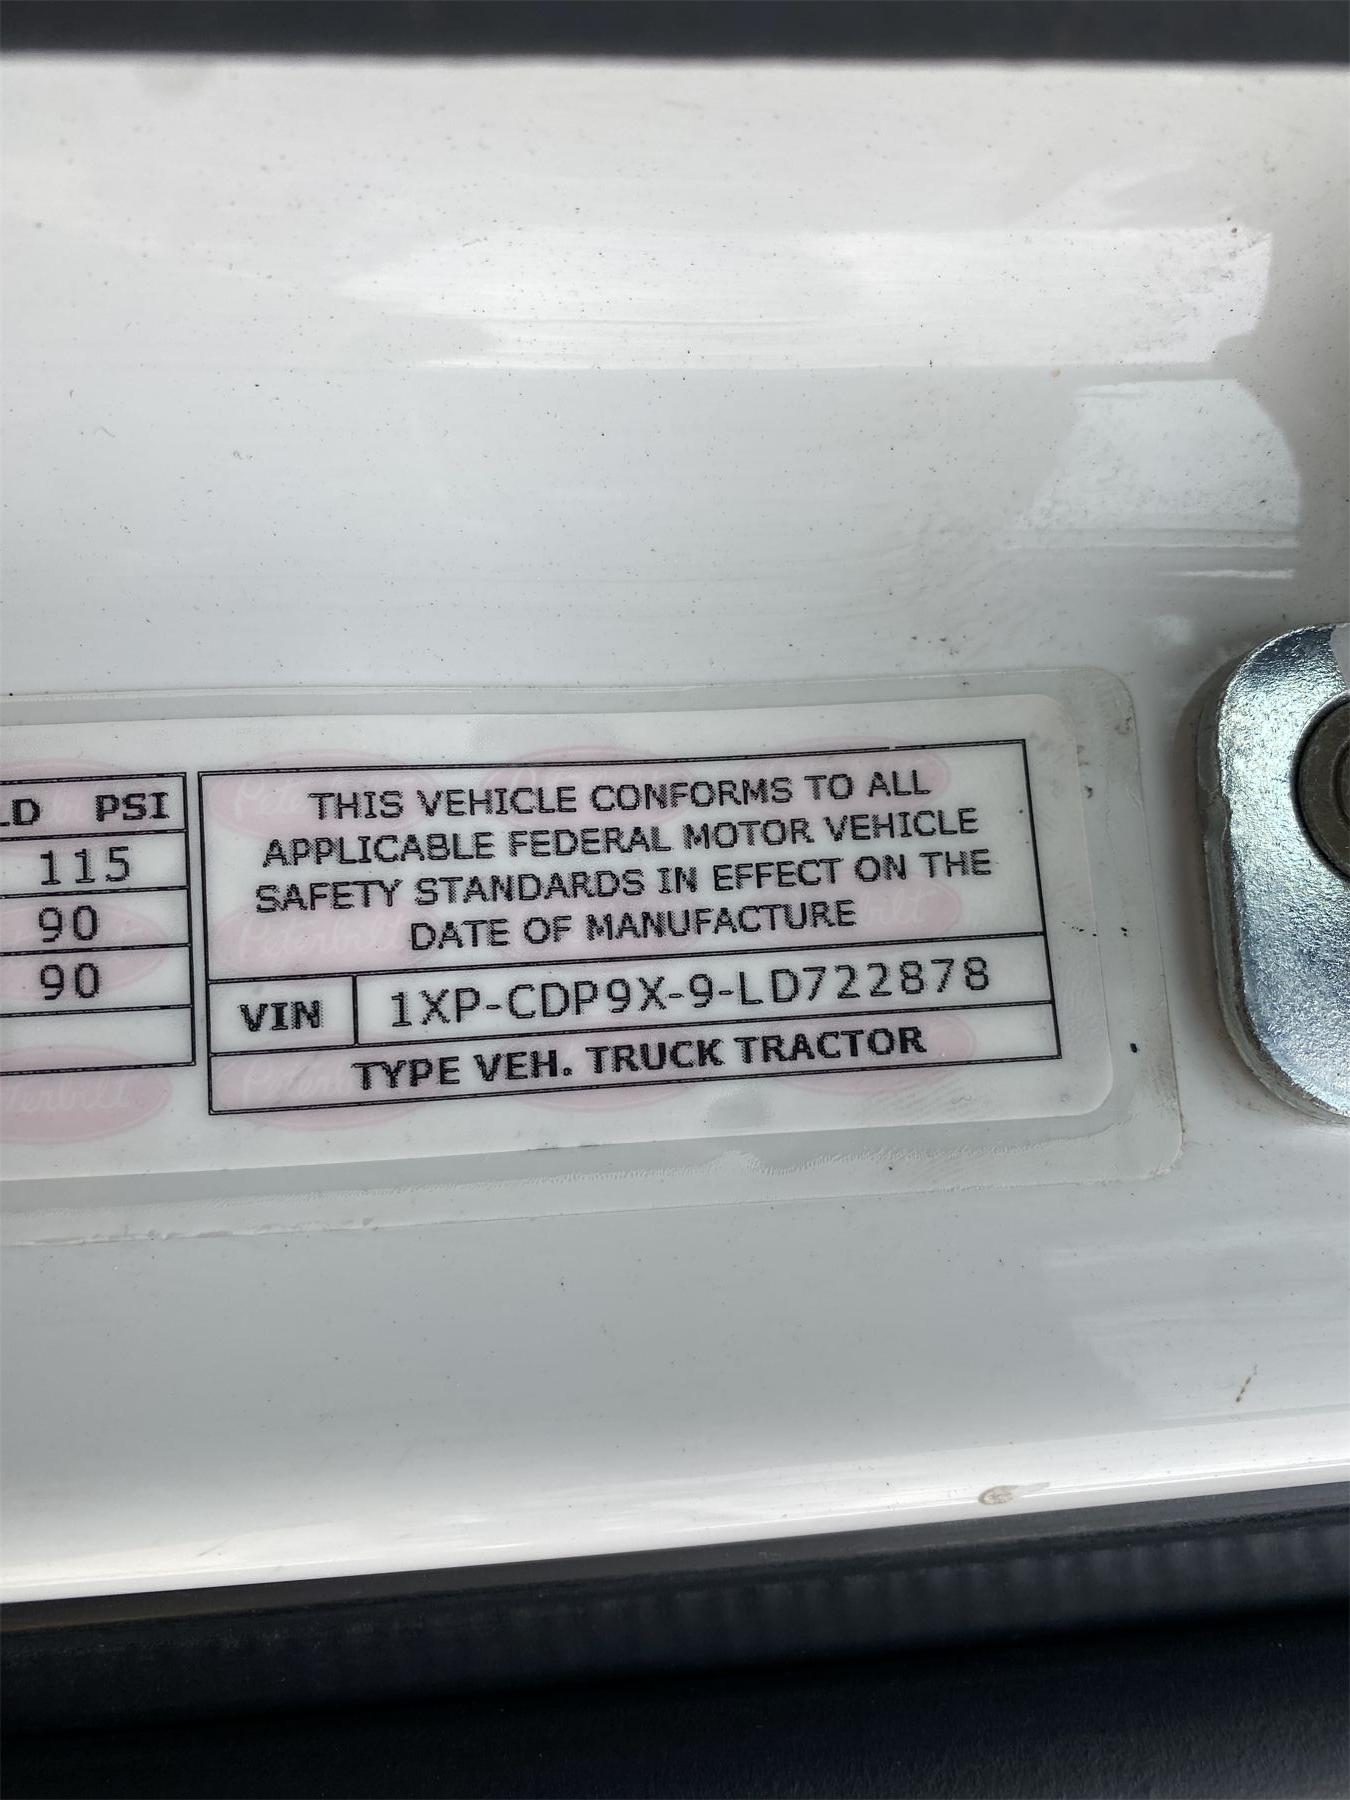 LD PSI
115
90
90
THIS VEHICLE CONFORMS TO ALL
APPLICABLE FEDERAL MOTOR VEHICLE
SAFETY STANDARDS IN EFFECT ON THE
DATE OF MANUFACTURE
VIN 1XP-CDP9X-9-LD722878
TYPE VEH. TRUCK TRACTOR